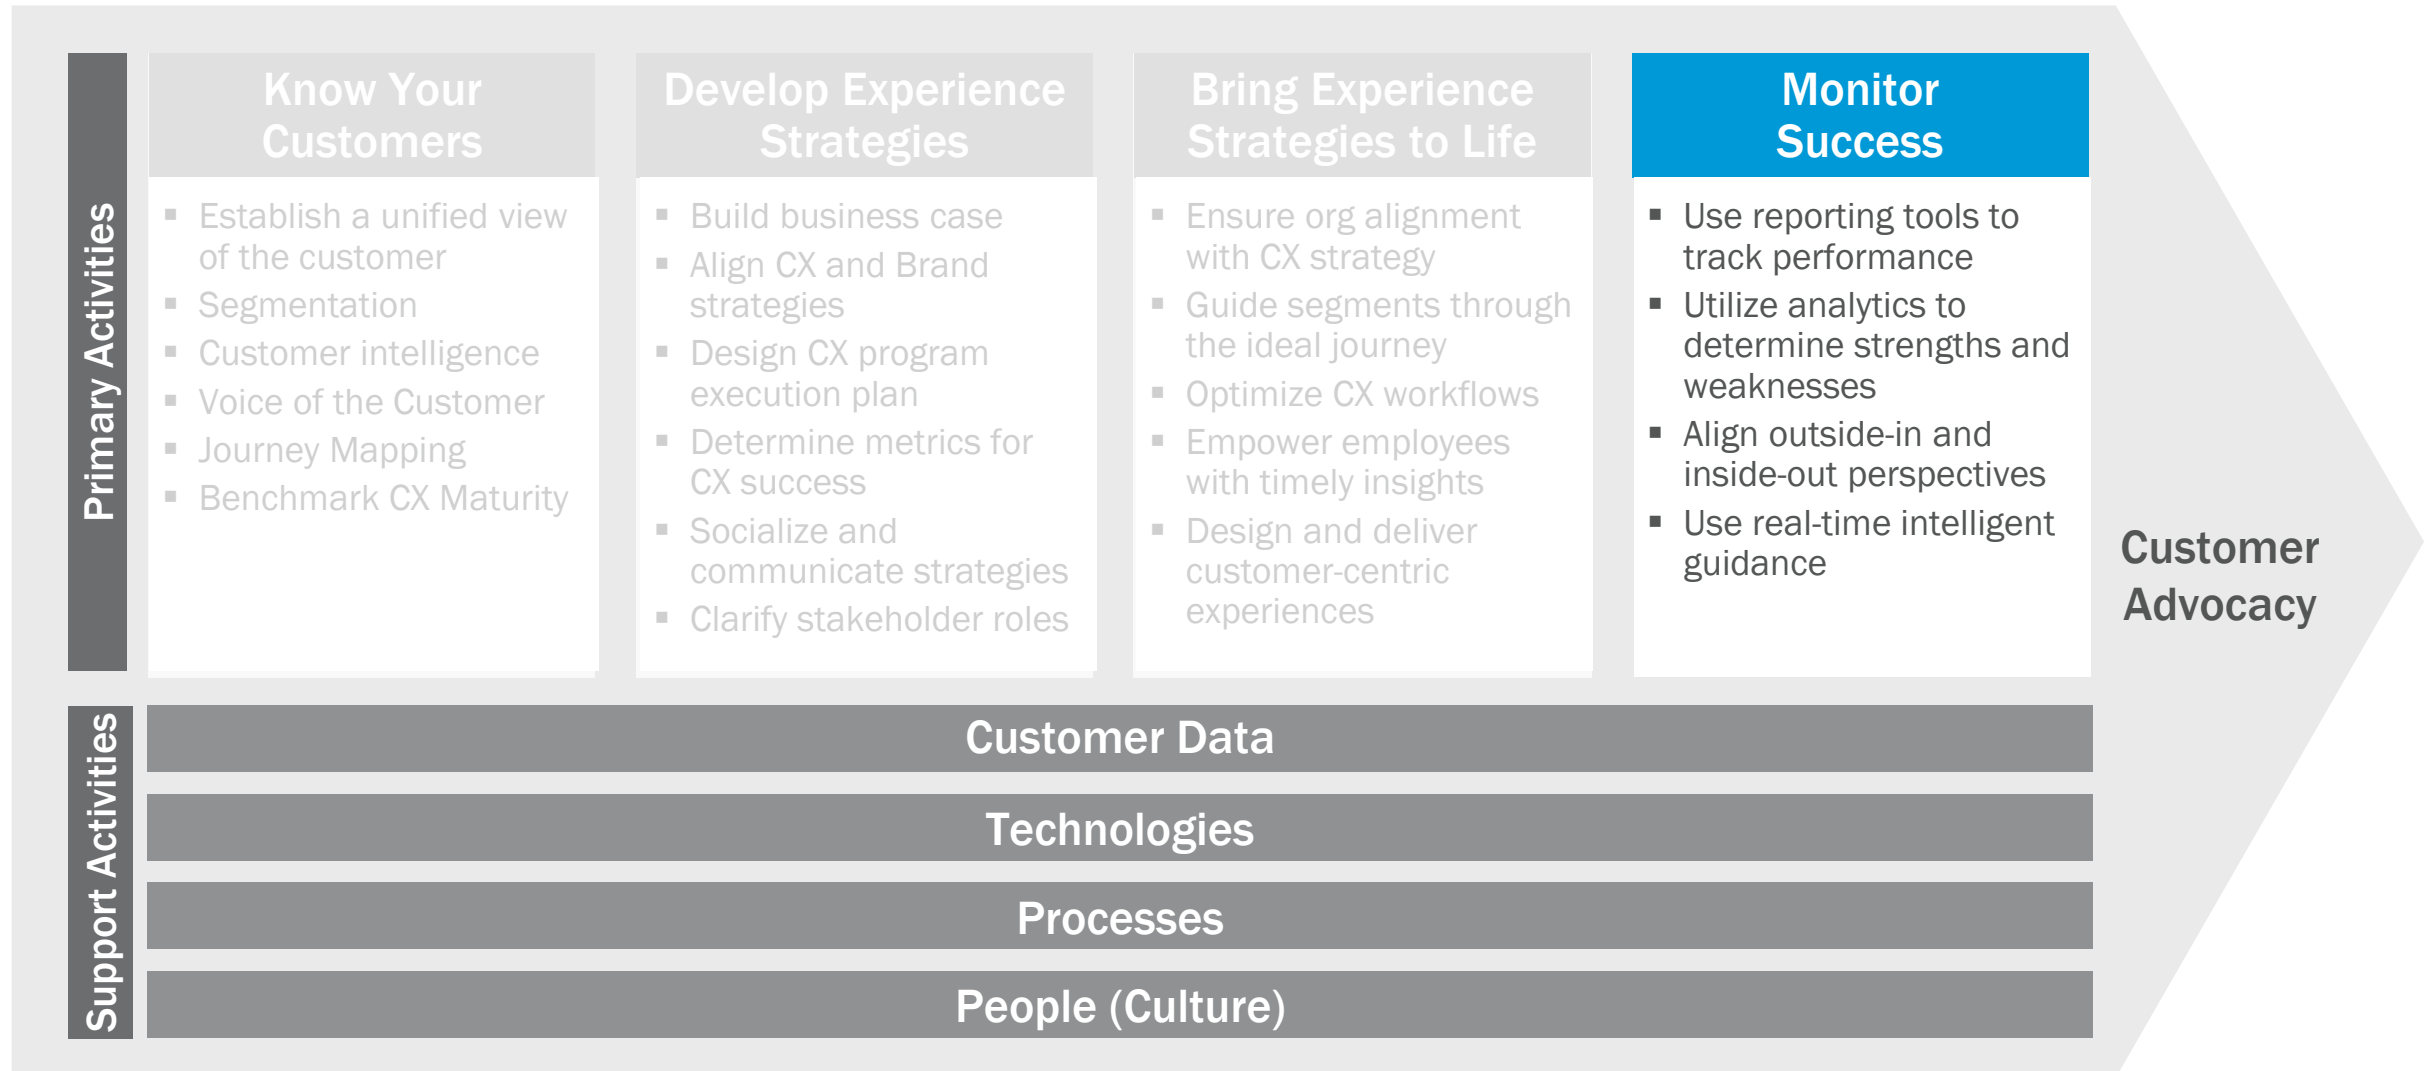 Primary Activities
Know Your
Customers
▪ Establish a unified view
of the customer
▪ Segmentation
▪ Customer intelligence
▪ Voice of the Customer
▪ Journey Mapping
▪ Benchmark CX Maturity
Develop Experience
Strategies
▪ Build business case
▪ Align CX and Brand
strategies
▪ Design CX program
execution plan
▪ Determine metrics for
CX success
▪ Socialize and
communicate strategies
▪ Clarify stakeholder roles
Bring Experience
Strategies to Life
▪ Ensure org alignment
with CX strategy
▪ Guide segments through
the ideal journey
▪ Optimize CX workflows
▪ Empower employees
with timely insights
▪ Design and deliver
customer-centric
experiences
Monitor
Success
▪ Use reporting tools to
track performance
▪ Utilize analytics to
determine strengths and
weaknesses
▪ Align outside-in and
inside-out perspectives
▪ Use real-time intelligent
guidance
Customer
Advocacy
Support Activities
Customer Data
Technologies
Processes
People (Culture)